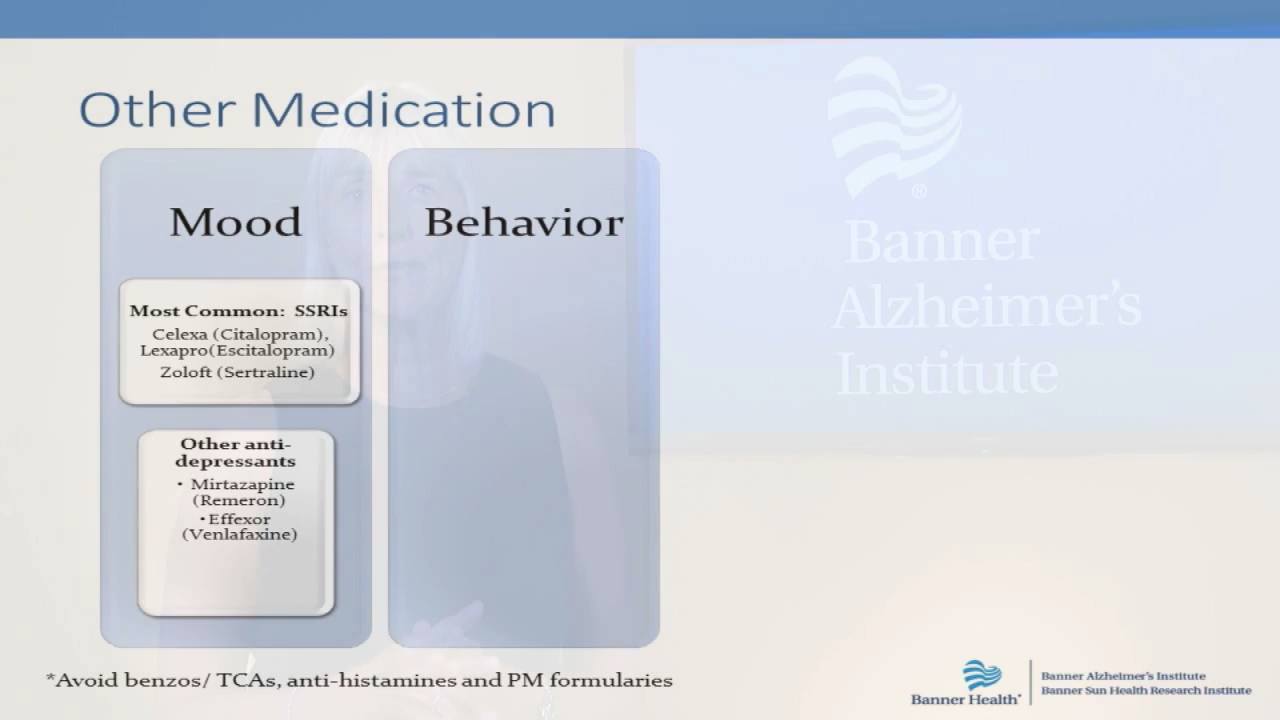 Other Medication
Mood
Most Common:  SSRIs
Celexa (Citalopram),
Lexapro(Escitalopram)
Zoloft (Sertraline)
Other anti-
depressants
• Mirtazapine
(Remeron)
•Effexor
(Venlafaxine)
Behavior
*Avoid benzos/ TCAs, anti-histamines and PM formularies
®
Banner
Alzheimer's
Institute
Banner Health
Banner Alzheimer's Institute
Banner Sun Health Research Institute